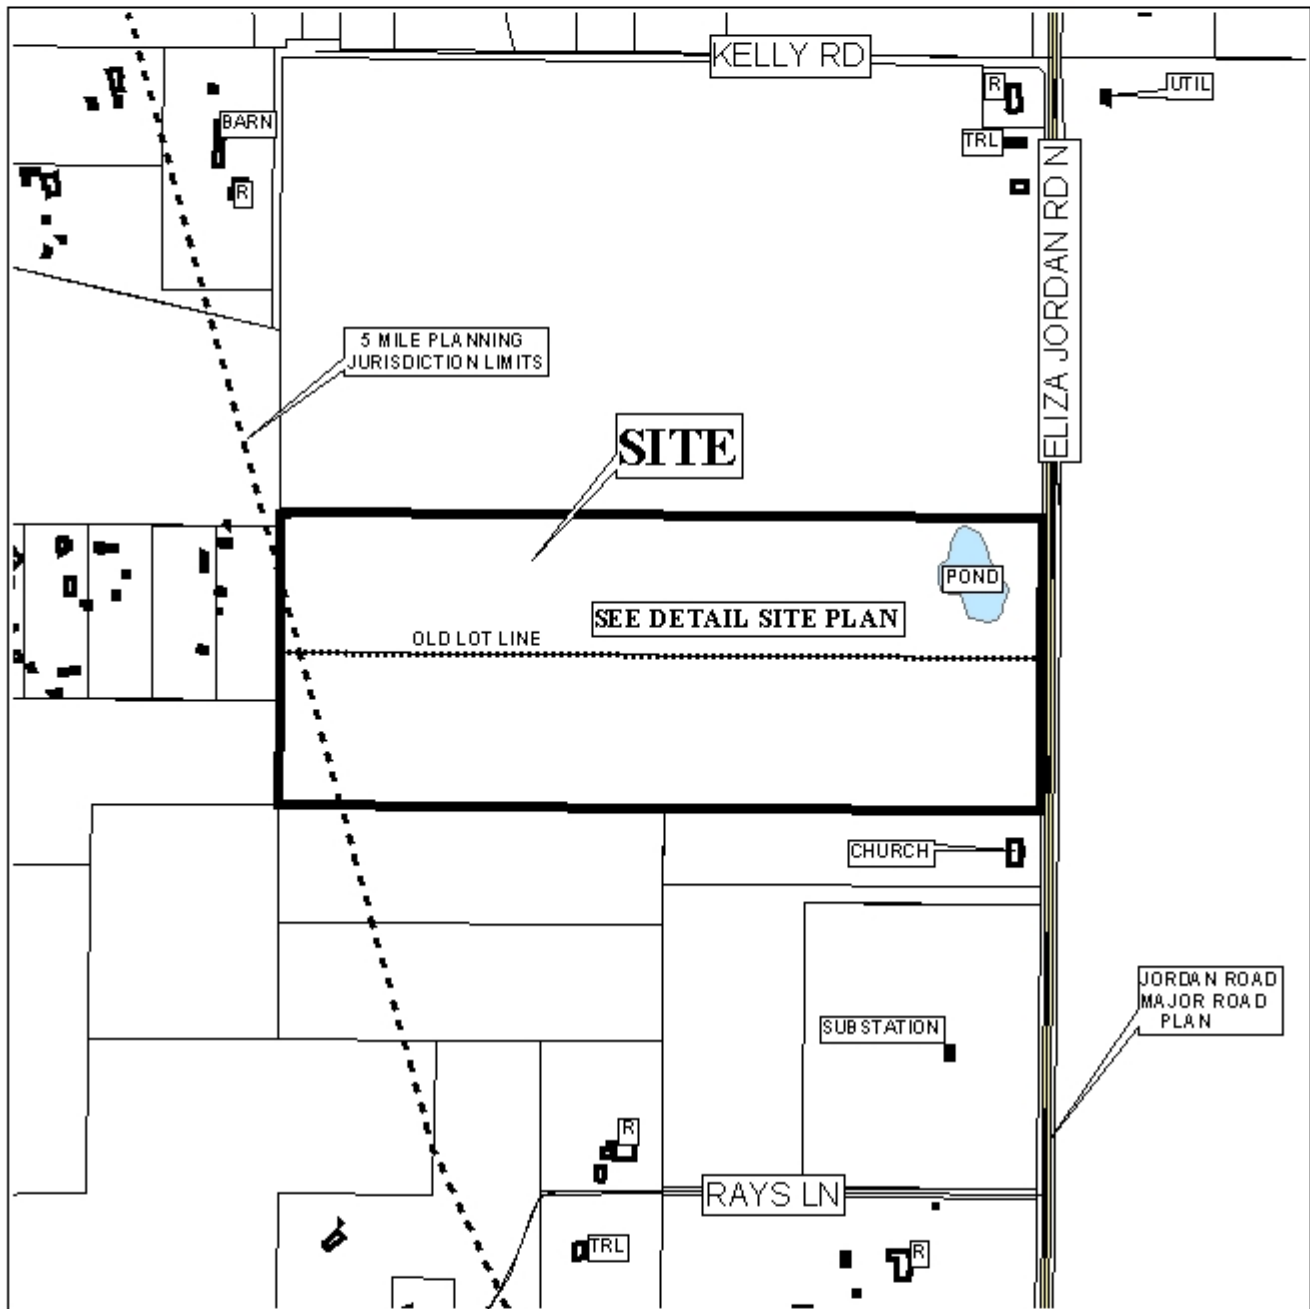 KELLY RD
R
UTIL
BARN
TRL
R
ELIZA JORDAN RD N
5 MILE PLANNING
JURISDICTION LIMITS
SITE
POND
SEE DETAIL SITE PLAN
OLD LOT LINE
CHURCH
JORDAN ROAD
MAJOR ROAD
PLAN
SUBSTATION
R
RAYS LN
TRL
R